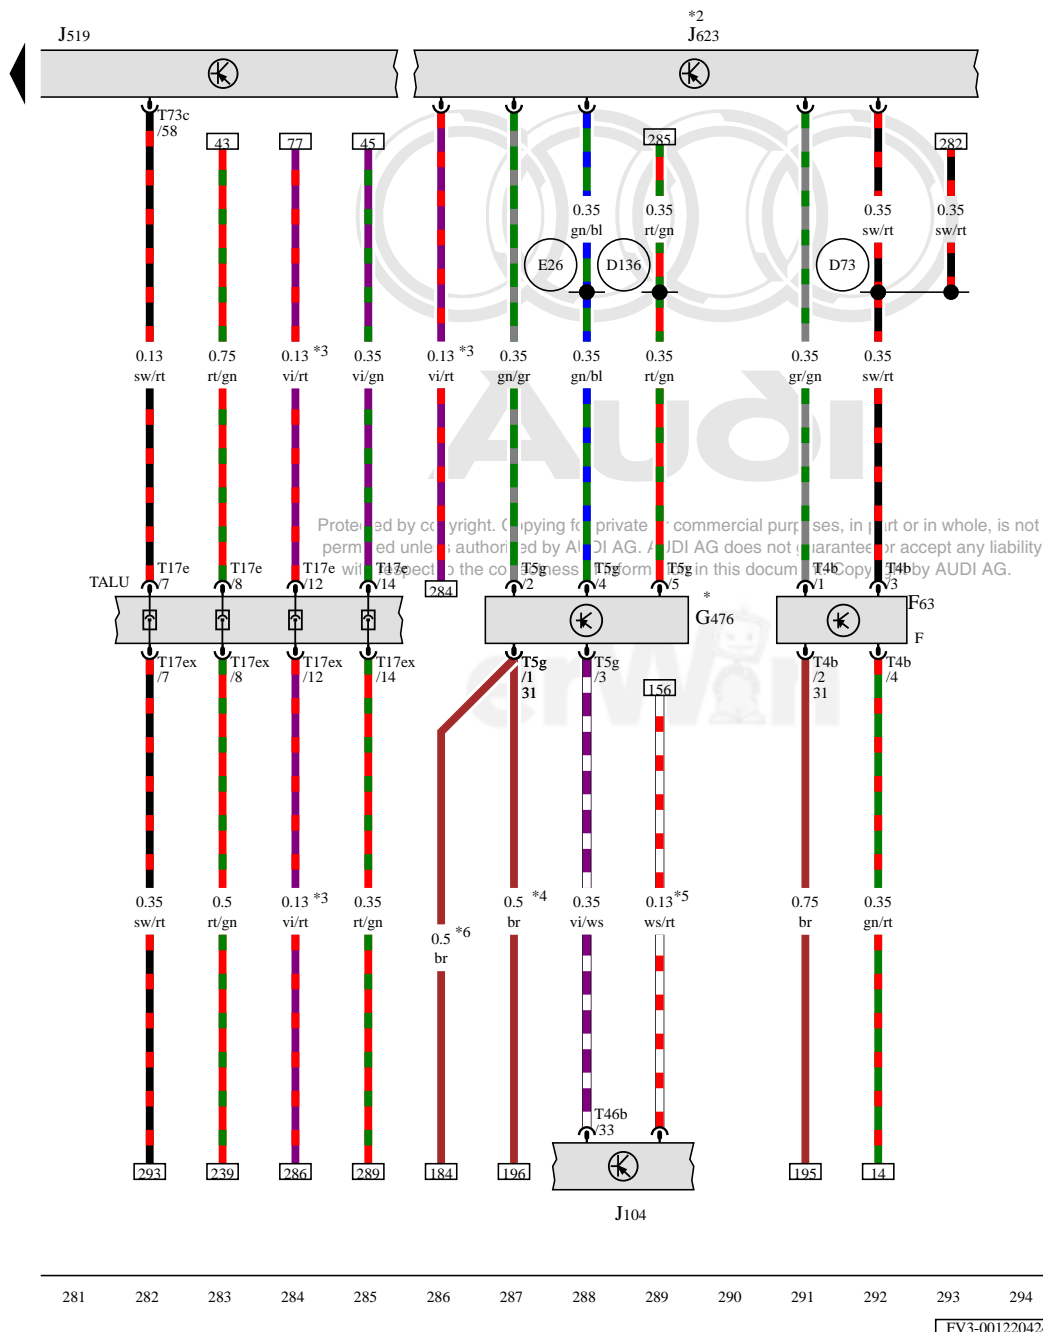 *2
J519
J623
T73c
/58
43
77
45
285
282
0.35
gn/bl
0.35
rt/gn
0.35
sw/rt
0.35
sw/rt
E26
D136
D73
0.13
sw/rt
0.75
rt/gn
0.13 *3
vi/rt
0.35
vi/gn
0.13 *3
vi/rt
0.35
gn/gr
0.35
gn/bl
0.35
rt/gn
0.35
gr/gn
0.35
sw/rt
Audi
TALU
T17e
/7
T17e
/8
T17e
/12
T17e
/14
284
T5g
/2
T5g
/4
T5g
/5
T4b
/1
T4b
/3
*
G476
F63
F
T17ex
/7
T17ex
/8
T17ex
/12
T17ex
/14
T5g
/1
31
T5g
/3
156
T4b
/2
31
T4b
/4
erWin
0.35
sw/rt
0.5
rt/gn
0.13 *3
vi/rt
0.35
rt/gn
0.5 *6
br
0.5 *4
br
0.35
vi/ws
0.13 *5
ws/rt
0.75
br
0.35
gn/rt
T46b
/33
293
239
286
289
184
196
195
14
J104
281 282 283 284 285 286 287 288 289 290 291 292 293 294